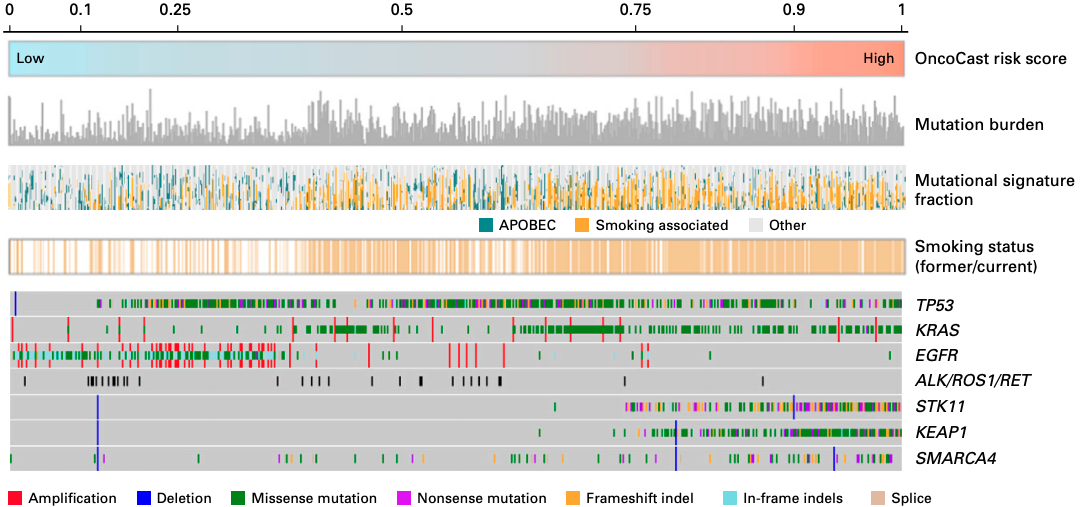 0 0.1 0.25 0.5 0.75 0.9 1
Low High OncoCast risk score
Mutation burden
Mutational signature
fraction
APOBEC Smoking associated Other
Smoking status
(former/current)
TP53
KRAS
EGFR
ALK/ROS1/RET
STK11
KEAP1
SMARCA4
Amplification Deletion Missense mutation Nonsense mutation Frameshift indel In-frame indels Splice